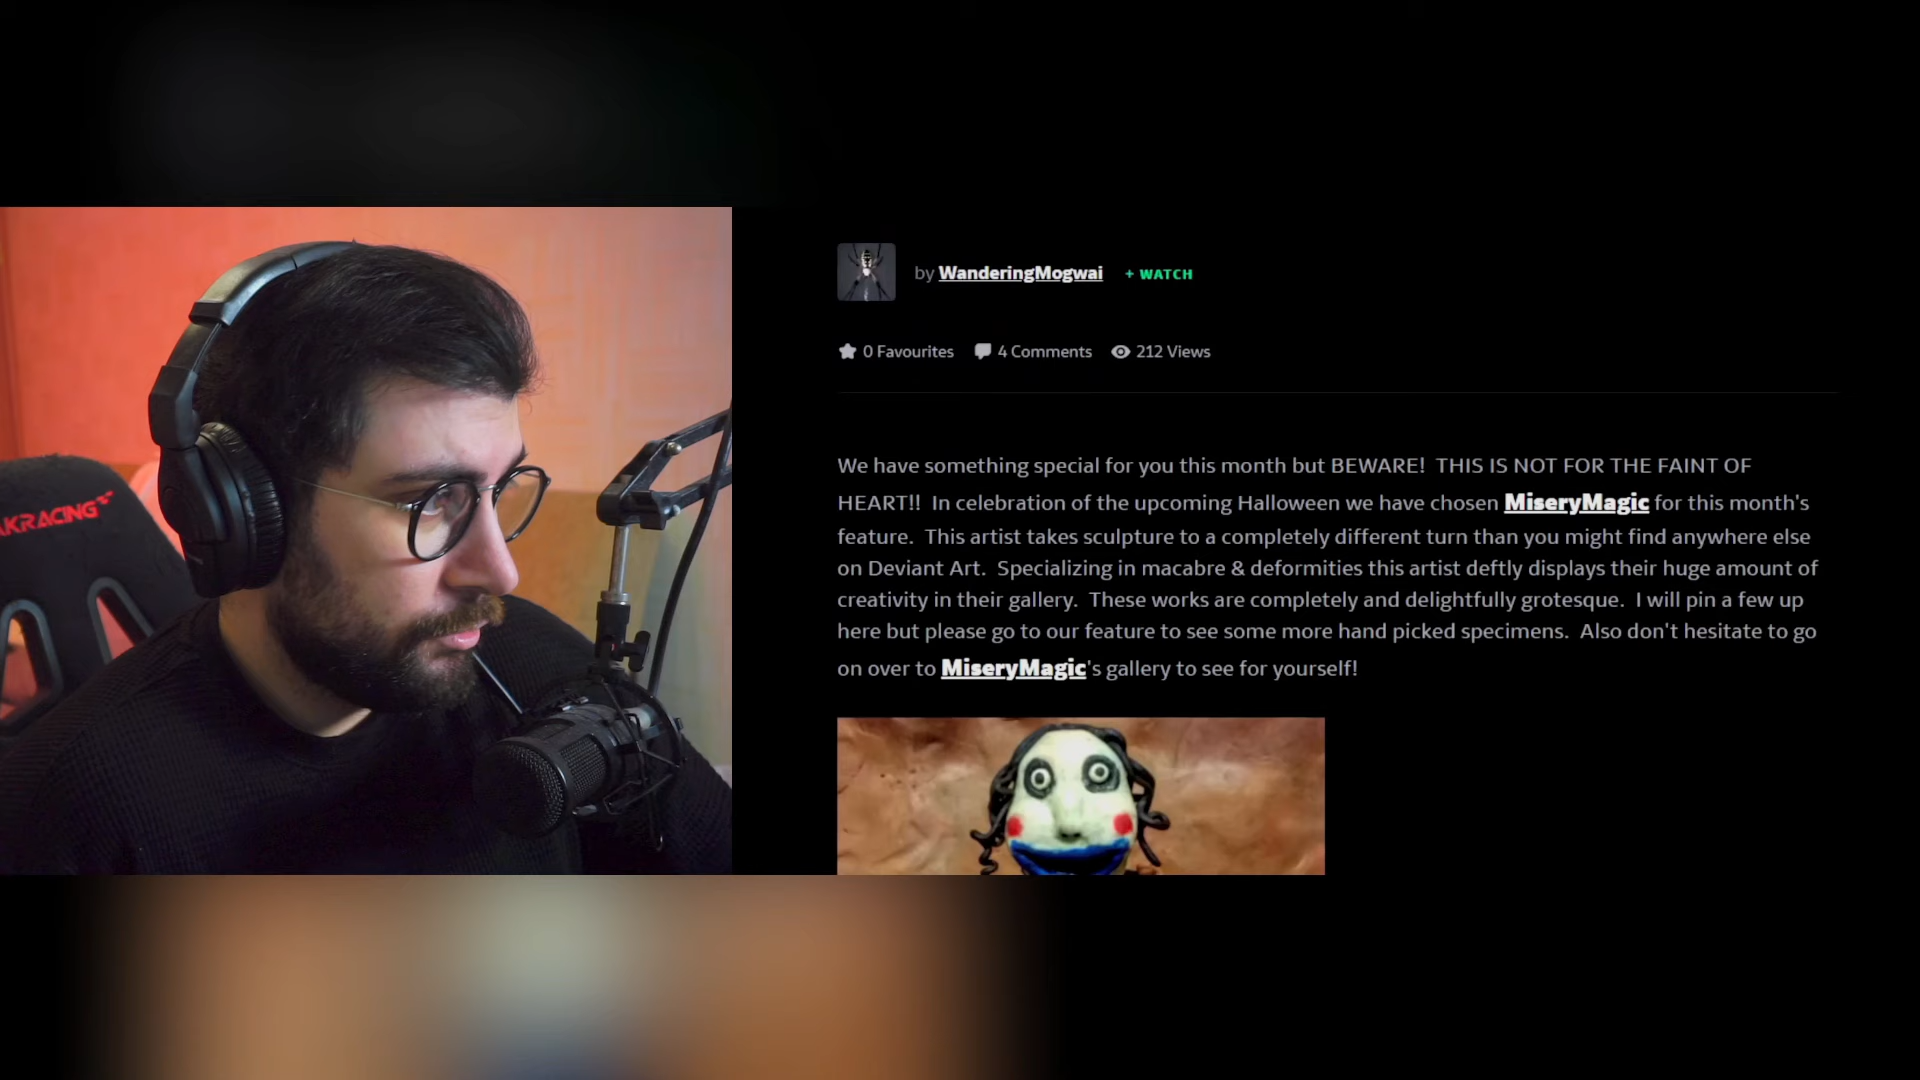 AKRACING
by WanderingMogwai + WATCH
0 Favourites 4 Comments 212 Views
We have something special for you this month but BEWARE!  THIS IS NOT FOR THE FAINT OF
HEART!!  In celebration of the upcoming Halloween we have chosen MiseryMagic for this month's
feature.  This artist takes sculpture to a completely different turn than you might find anywhere else
on Deviant Art.  Specializing in macabre & deformities this artist deftly displays their huge amount of
creativity in their gallery.  These works are completely and delightfully grotesque.  I will pin a few up
here but please go to our feature to see some more hand picked specimens.  Also don't hesitate to go
on over to MiseryMagic's gallery to see for yourself!